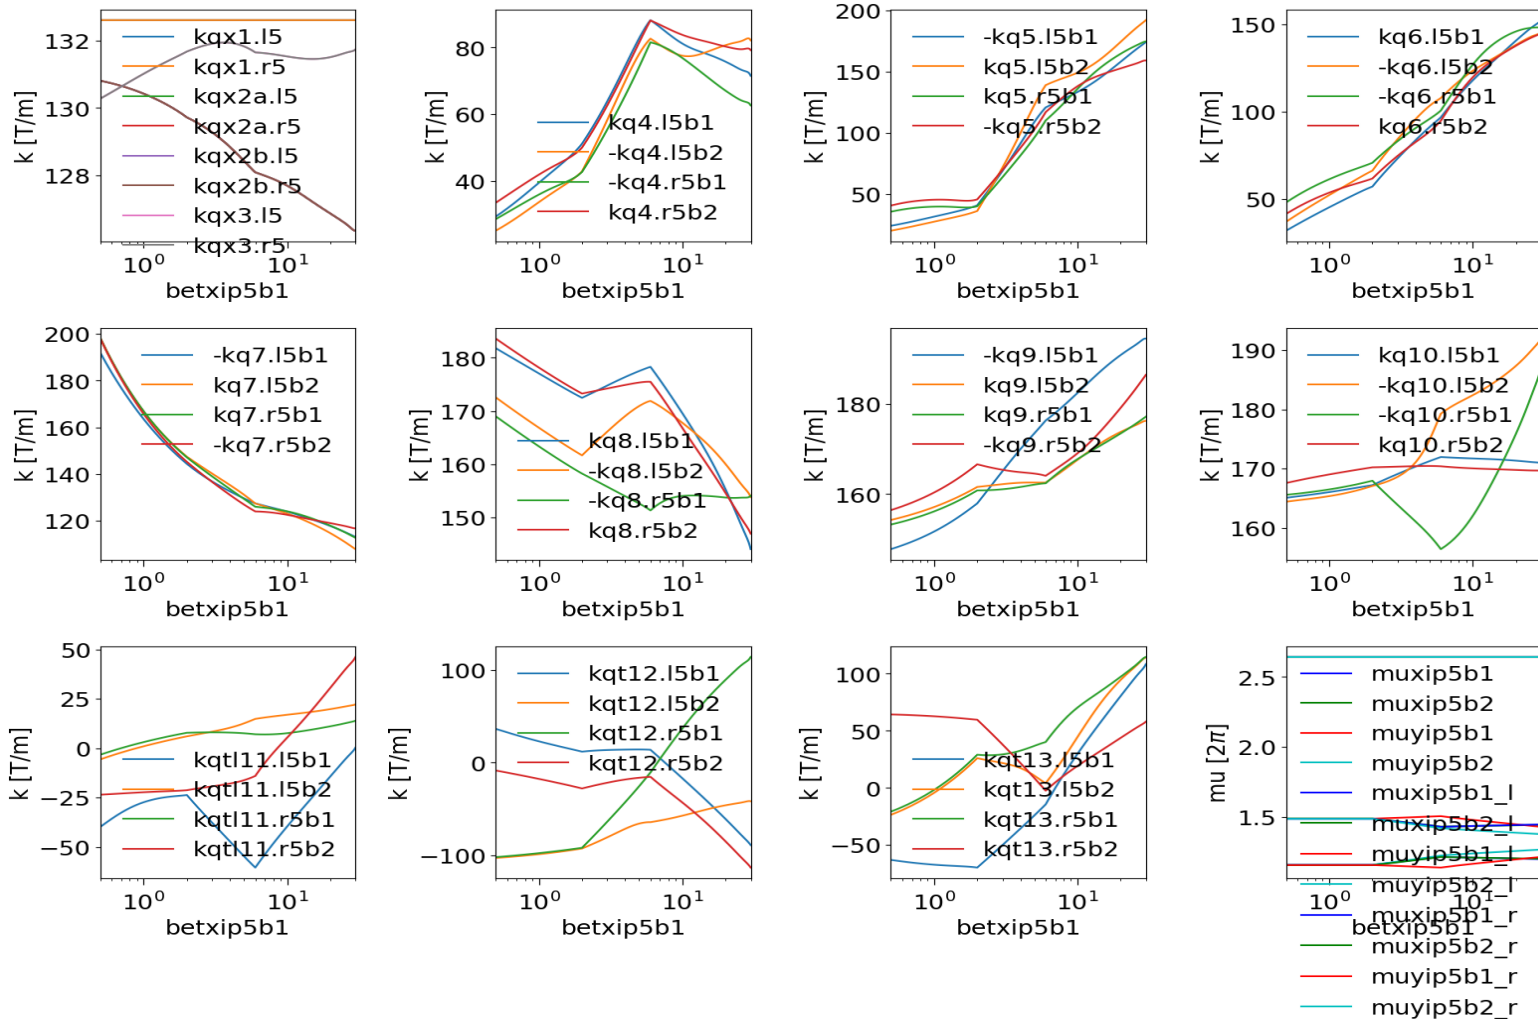 k [T/m]
132
130
128
kqx1.l5
kqx1.r5
kqx2a.l5
kqx2a.r5
kqx2b.l5
kqx2b.r5
kqx3.l5
kqx3.r5
10⁰ 10¹
betxip5b1
k [T/m]
80
60
40
kq4.l5b1
-kq4.l5b2
-kq4.r5b1
kq4.r5b2
10⁰ 10¹
betxip5b1
k [T/m]
200
150
100
50
-kq5.l5b1
kq5.l5b2
kq5.r5b1
-kq5.r5b2
10⁰ 10¹
betxip5b1
k [T/m]
150
100
50
kq6.l5b1
-kq6.l5b2
-kq6.r5b1
kq6.r5b2
10⁰ 10¹
betxip5b1
k [T/m]
200
180
160
140
120
-kq7.l5b1
kq7.l5b2
kq7.r5b1
-kq7.r5b2
10⁰ 10¹
betxip5b1
k [T/m]
180
170
160
150
kq8.l5b1
-kq8.l5b2
-kq8.r5b1
kq8.r5b2
10⁰ 10¹
betxip5b1
k [T/m]
180
160
-kq9.l5b1
kq9.l5b2
kq9.r5b1
-kq9.r5b2
10⁰ 10¹
betxip5b1
k [T/m]
190
180
170
160
kq10.l5b1
-kq10.l5b2
-kq10.r5b1
kq10.r5b2
10⁰ 10¹
betxip5b1
k [T/m]
50
25
0
−25
−50
kqtl11.l5b1
kqtl11.l5b2
kqtl11.r5b1
kqtl11.r5b2
10⁰ 10¹
betxip5b1
k [T/m]
100
0
−100
kqt12.l5b1
kqt12.l5b2
kqt12.r5b1
kqt12.r5b2
10⁰ 10¹
betxip5b1
k [T/m]
100
50
0
−50
kqt13.l5b1
kqt13.l5b2
kqt13.r5b1
kqt13.r5b2
10⁰ 10¹
betxip5b1
mu [2π]
2.5
2.0
1.5
muxip5b1
muxip5b2
muyip5b1
muyip5b2
muxip5b1_l
muxip5b2_l
muyip5b1_l
muyip5b2_l
muxip5b1_r
muxip5b2_r
muyip5b1_r
muyip5b2_r
10⁰ 10¹
betxip5b1